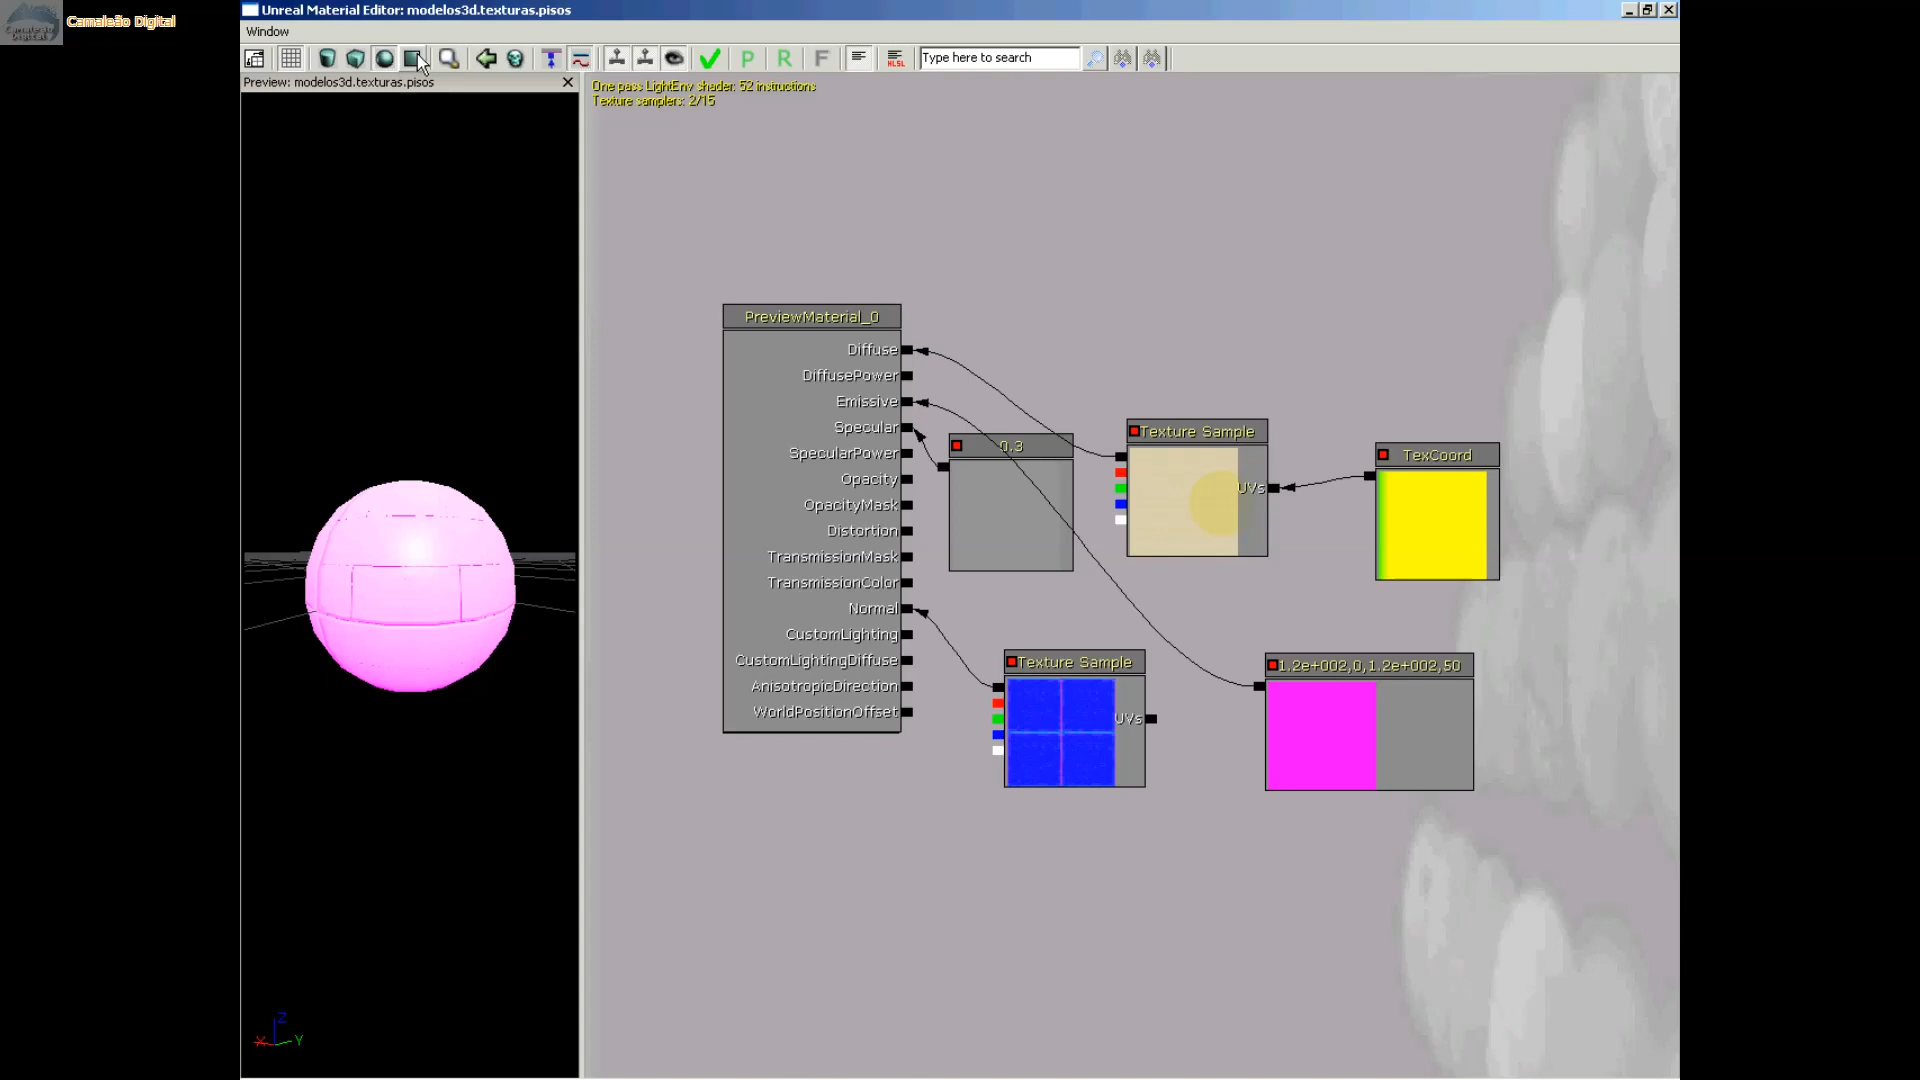 Camaleão Digital
Camaleão
Digital
Unreal Material Editor: modelos3d.texturas.pisos
Window
P R F HLSL Type here to search
Preview: modelos3d.texturas.pisos
One pass LightEnv shader: 52 instructions
Texture samplers: 2/15
PreviewMaterial_0
Diffuse
DiffusePower
Emissive
Specular
SpecularPower
Opacity
OpacityMask
Distortion
TransmissionMask
TransmissionColor
Normal
CustomLighting
CustomLightingDiffuse
AnisotropicDirection
WorldPositionOffset
0.3
Texture Sample
UVs
TexCoord
Texture Sample
UVs
1.2e+002,0,1.2e+002,50
Z
X
Y